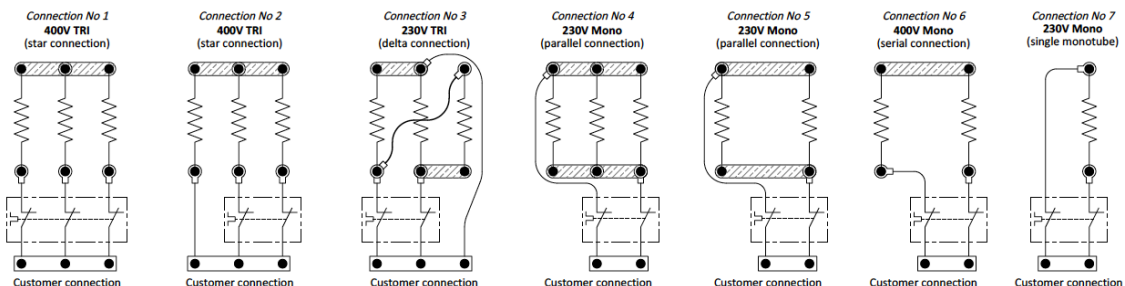 Connection No 1
400V TRI
(star connection)
Connection No 2
400V TRI
(star connection)
Connection No 3
230V TRI
(delta connection)
Connection No 4
230V Mono
(parallel connection)
Connection No 5
230V Mono
(parallel connection)
Connection No 6
400V Mono
(serial connection)
Connection No 7
230V Mono
(single monotube)
Customer connection
Customer connection
Customer connection
Customer connection
Customer connection
Customer connection
Customer connection